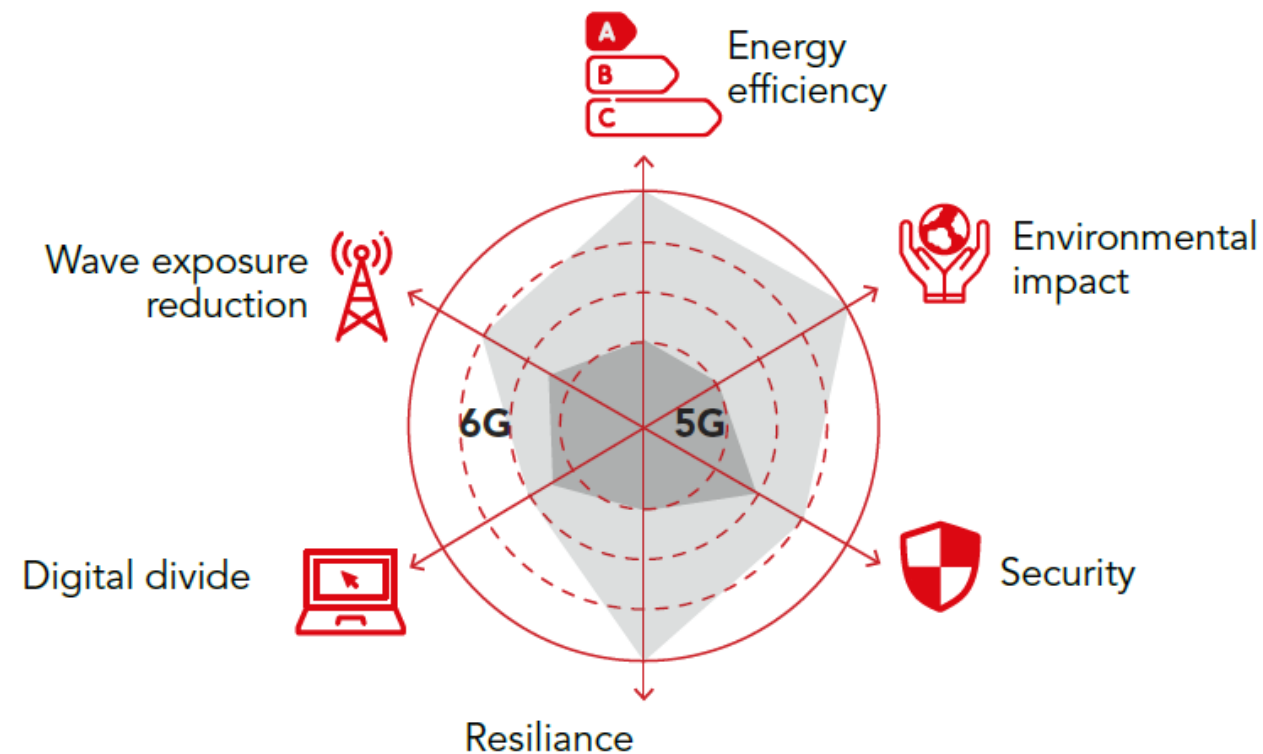 A
B
C
Energy
efficiency
Wave exposure
reduction
Environmental
impact
6G
5G
Digital divide
Security
Resiliance